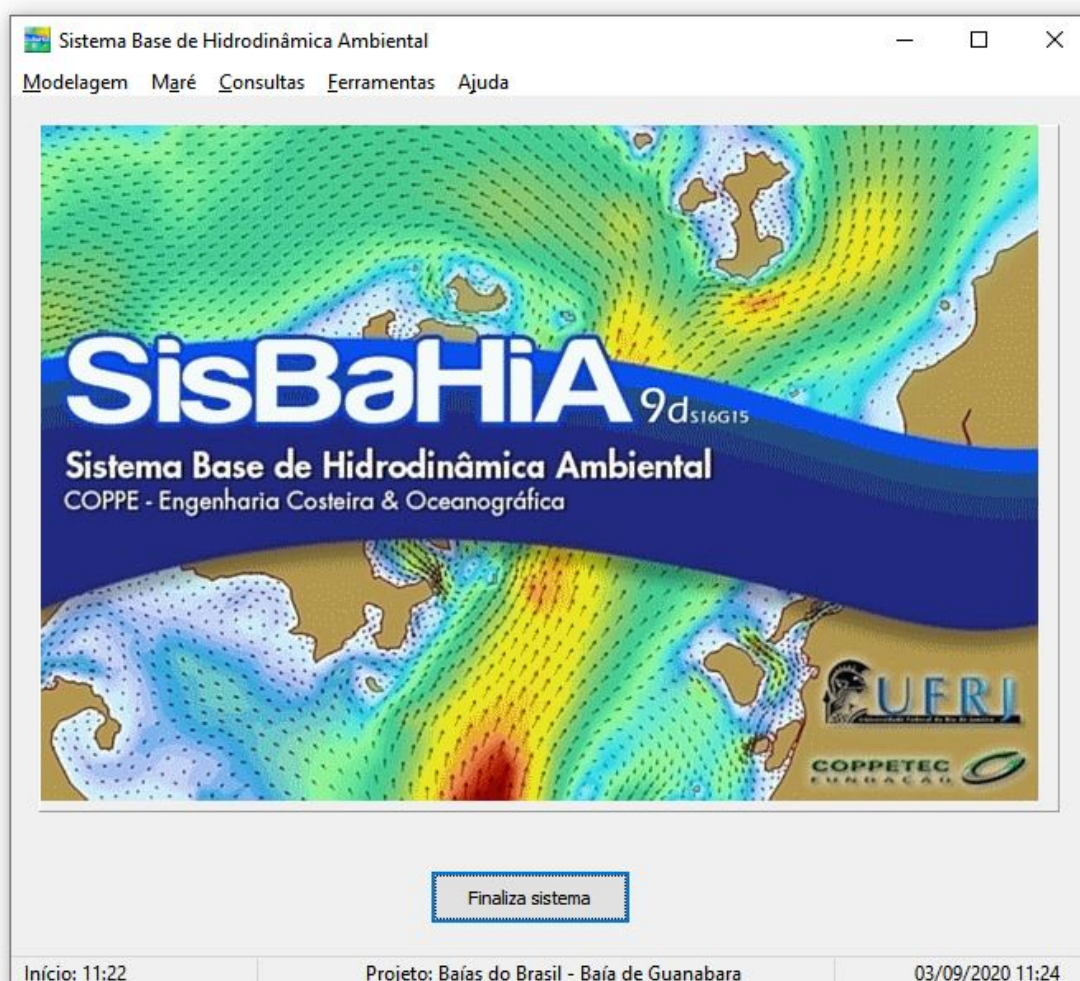 Sistema Base de Hidrodinâmica Ambiental
Modelagem Maré Consultas Ferramentas Ajuda
SisBaHiA 9dS16G15
Sistema Base de Hidrodinâmica Ambiental
COPPE - Engenharia Costeira & Oceanográfica
UFRJ
COPPETEC
FUNDAÇÃO
Finaliza sistema
Início: 11:22 Projeto: Baías do Brasil - Baía de Guanabara 03/09/2020 11:24